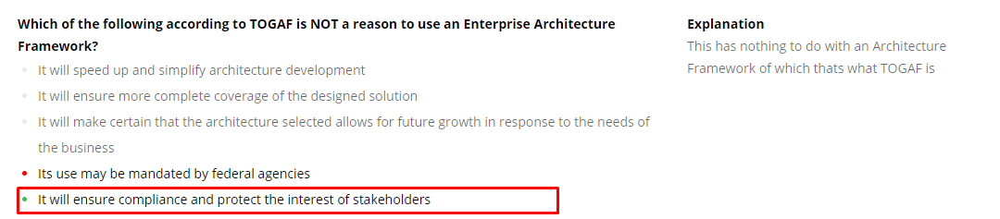 Which of the following according to TOGAF is NOT a reason to use an Enterprise Architecture
Framework?
It will speed up and simplify architecture development
It will ensure more complete coverage of the designed solution
It will make certain that the architecture selected allows for future growth in response to the needs of
the business
Its use may be mandated by federal agencies
It will ensure compliance and protect the interest of stakeholders
Explanation
This has nothing to do with an Architecture
Framework of which thats what TOGAF is